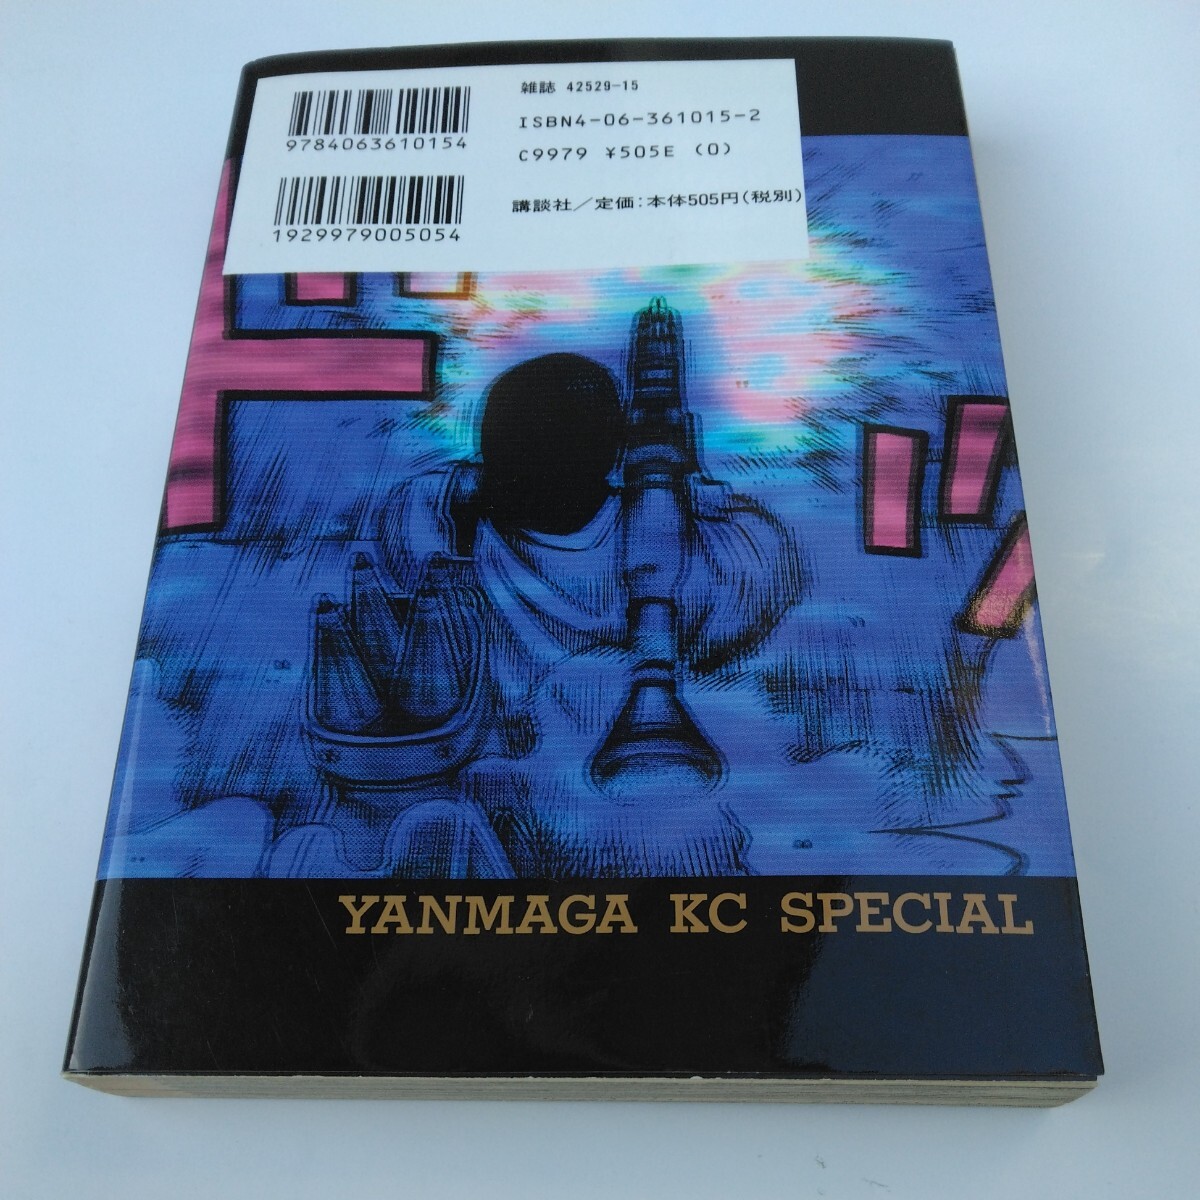 雑誌 42529-15
ISBN4-06-361015-2
C9979 ¥505E (0)
講談社／定価：本体505円（税別）
9784063610154
1929979005054
YANMAGA KC SPECIAL